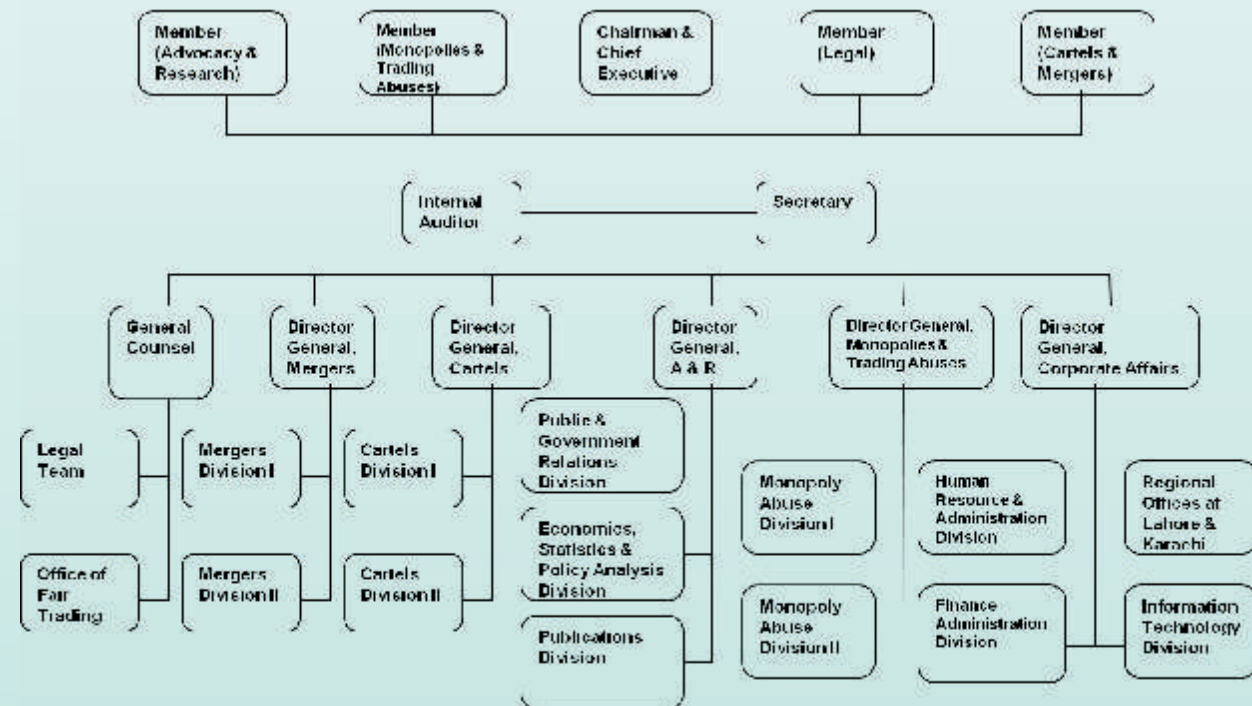 Member
(Advocacy &
Research)
Member
(Monopolies &
Trading
Abuses)
Chairman &
Chief
Executive
Member
(Legal)
Member
(Cartels &
Mergers)
Internal
Auditor
Secretary
General
Counsel
Director
General,
Mergers
Director
General,
Cartels
Director
General,
A & R
Director General,
Monopolies &
Trading Abuses
Director
General,
Corporate Affairs
Legal
Team
Mergers
Division I
Cartels
Division I
Public &
Government
Relations
Division
Monopoly
Abuse
Division I
Human
Resource &
Administration
Division
Regional
Offices at
Lahore &
Karachi
Office of
Fair
Trading
Mergers
Division II
Cartels
Division II
Economics,
Statistics &
Policy Analysis
Division
Publications
Division
Monopoly
Abuse
Division II
Finance
Administration
Division
Information
Technology
Division